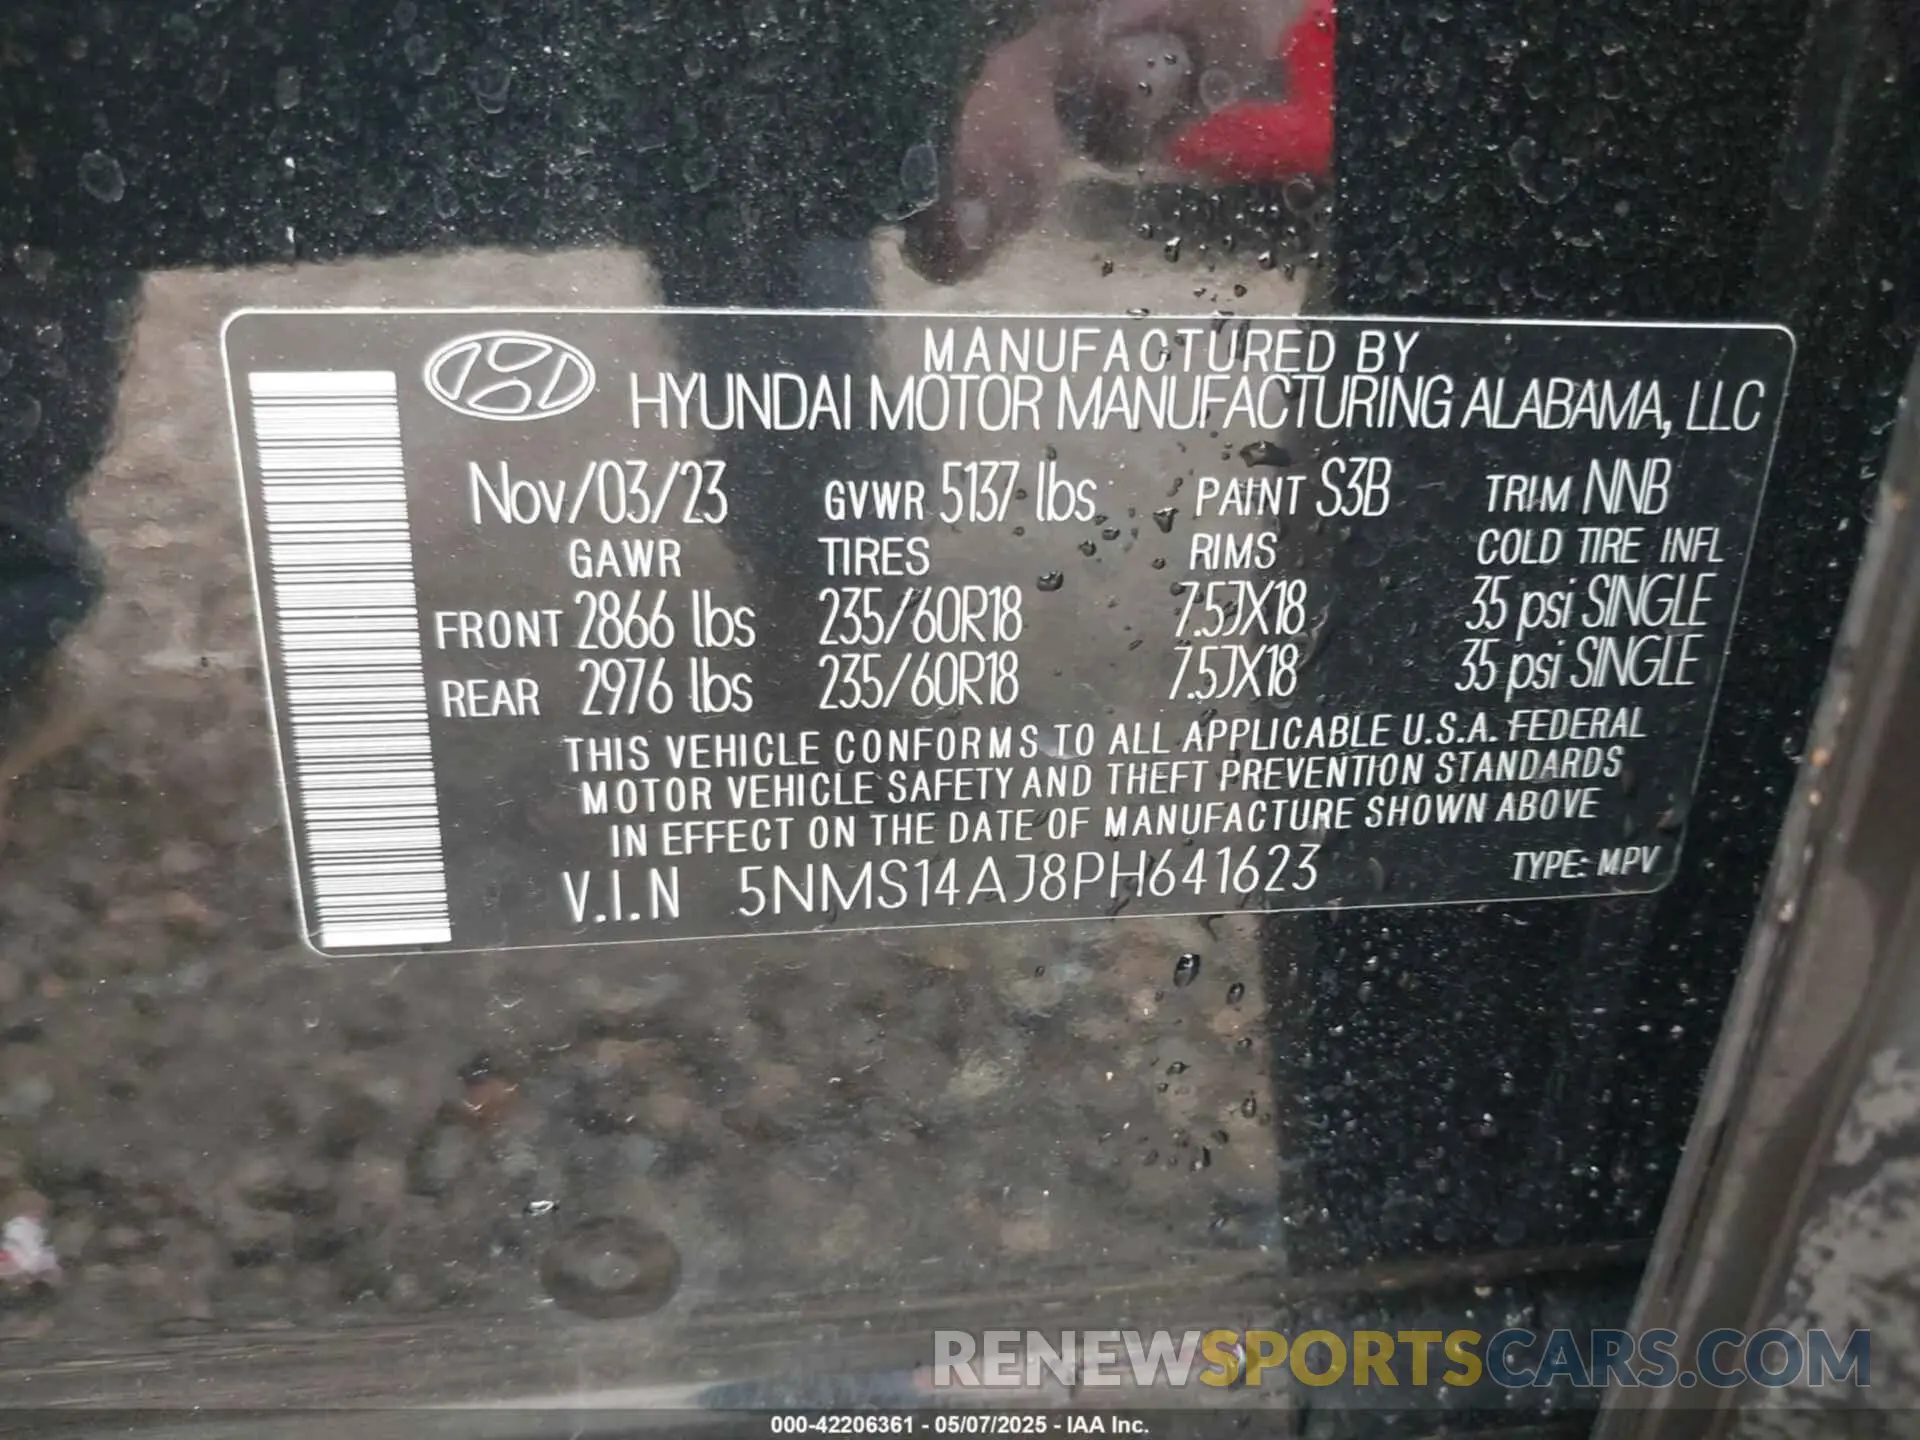 MANUFACTURED BY
HYUNDAI MOTOR MANUFACTURING ALABAMA, LLC
Nov/03/23 GVWR 5137 lbs PAINT S3B TRIM NNB
GAWR TIRES RIMS COLD TIRE INFL
FRONT 2866 lbs 235/60R18 7.5JX18 35 psi SINGLE
REAR 2976 lbs 235/60R18 7.5JX18 35 psi SINGLE
THIS VEHICLE CONFORMS TO ALL APPLICABLE U.S.A. FEDERAL
MOTOR VEHICLE SAFETY AND THEFT PREVENTION STANDARDS
IN EFFECT ON THE DATE OF MANUFACTURE SHOWN ABOVE
V.I.N 5NMS14AJ8PH641623 TYPE: MPV
RENEWSPORTSCARS.COM
000-42206361 - 05/07/2025 - IAA Inc.